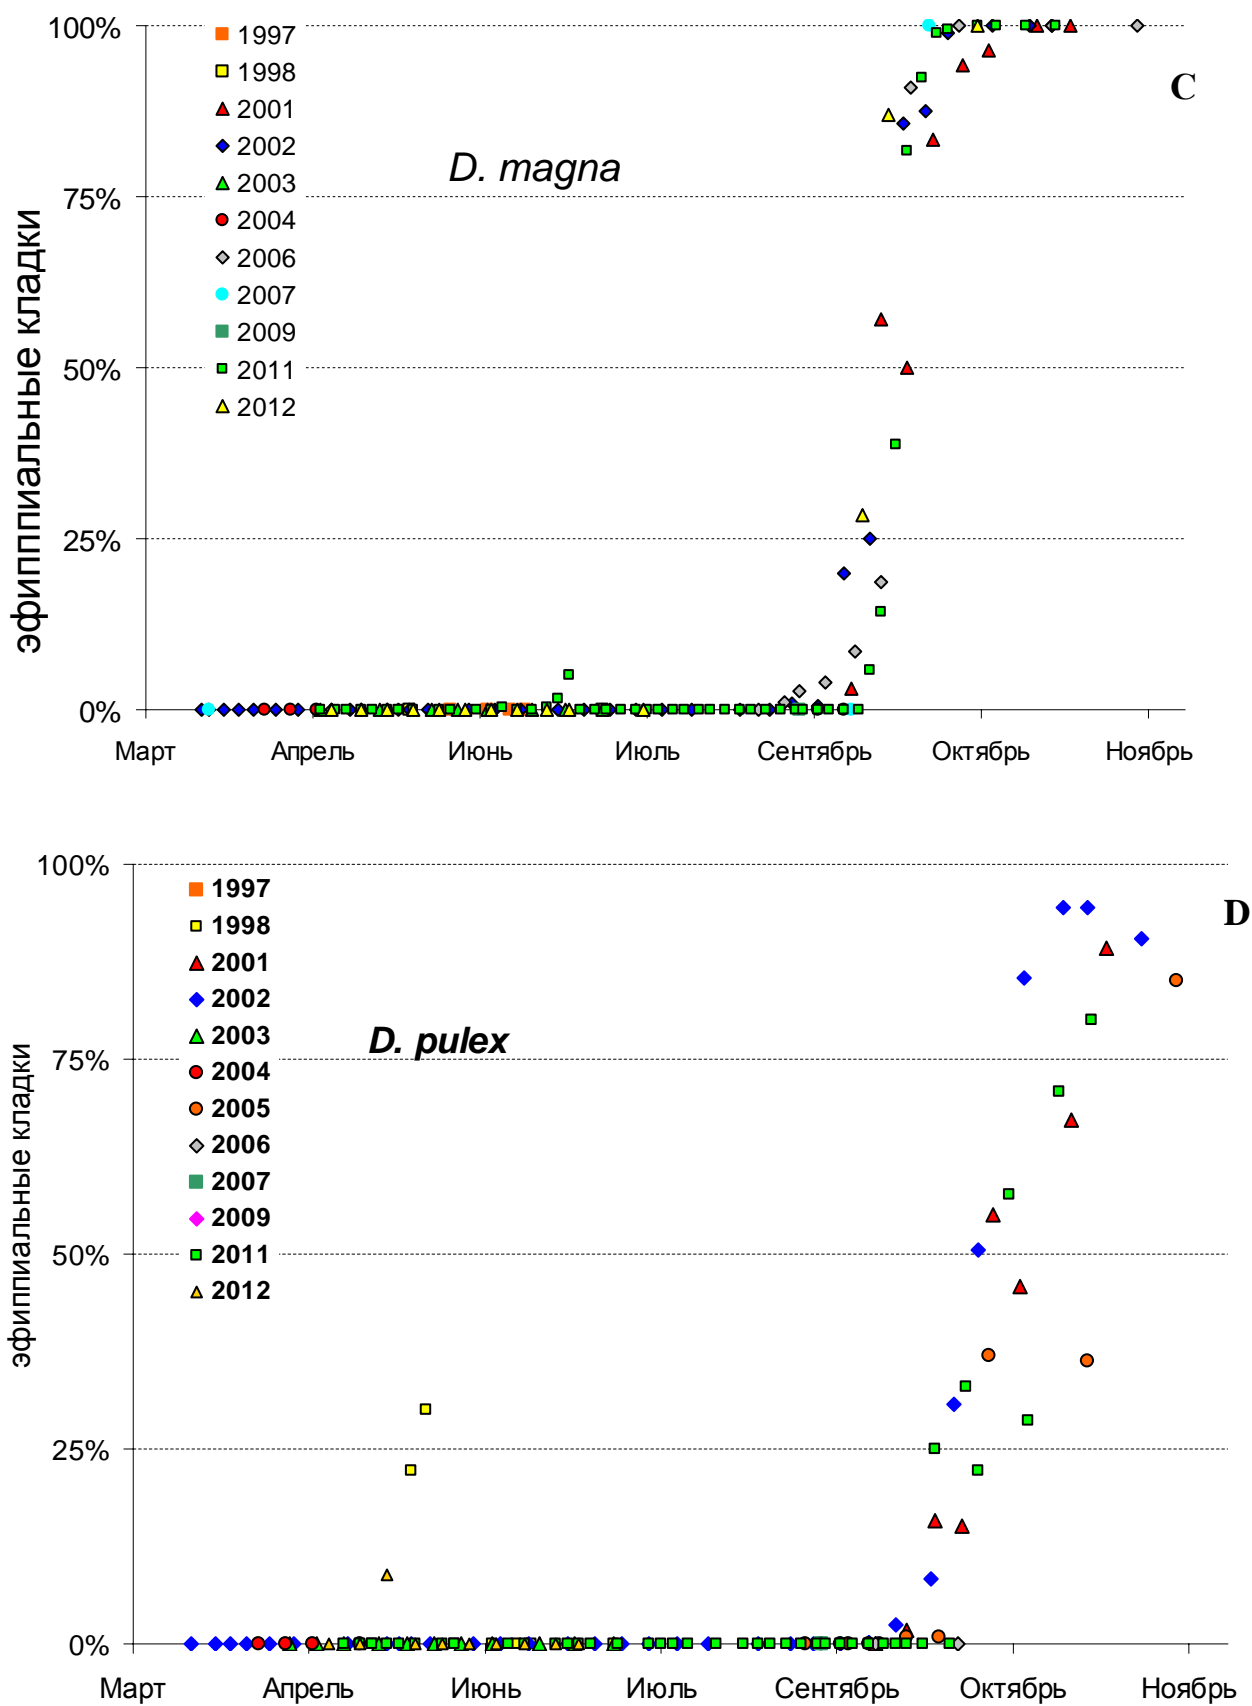 100%
1997
1998
2001
C
2002
D. magna
2003
75%
2004
2006
2007
2009
50%
2011
2012
25%
0%
эфипппиальные кладки
Март
Апрель
Июнь
Июль
Сентябрь
Октябрь
Ноябрь
100%
1997
1998
D
2001
2002
2003
D. pulex
75%
2004
2005
2006
2007
2009
50%
2011
2012
25%
0%
эфиппиальные кладки
Март
Апрель
Июнь
Июль
Сентябрь
Октябрь
Ноябрь